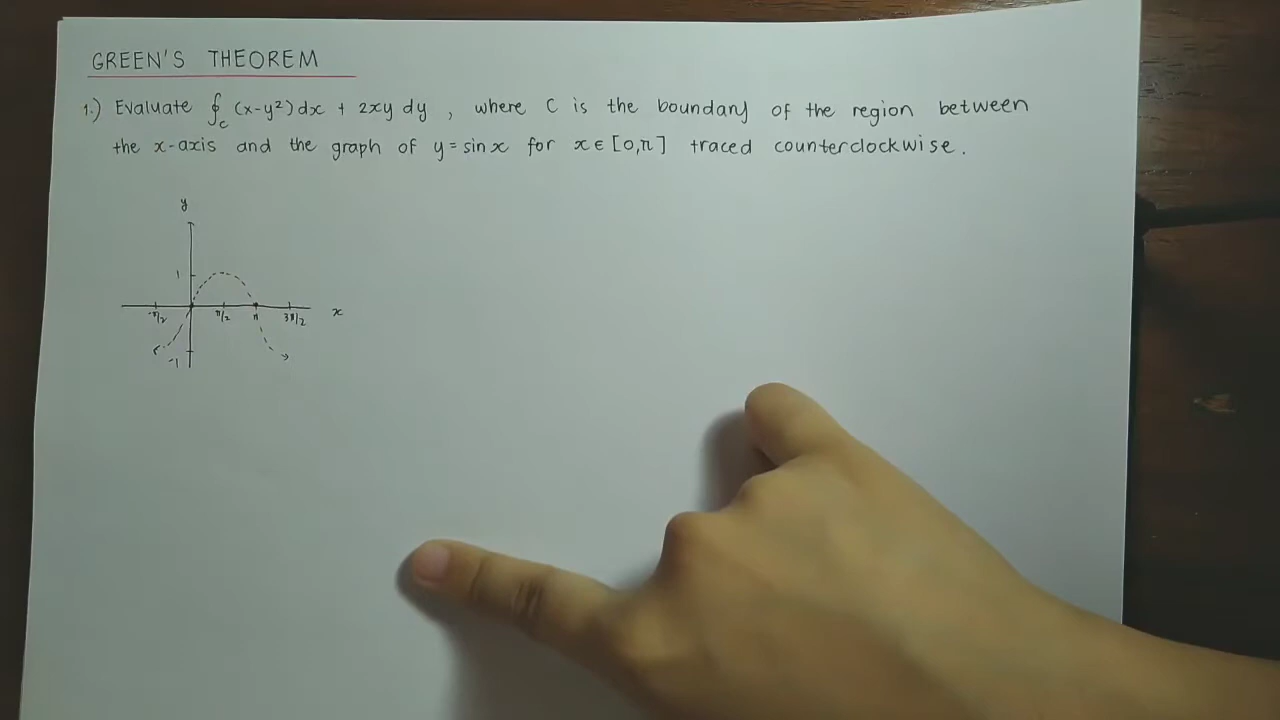 GREEN'S THEOREM
1.) Evaluate ∮_C (x-y²)dx + 2xy dy , where C is the boundary of the region between
the x-axis and the graph of y = sin x for x ∈ [0,π] traced counterclockwise.
y
1
-π/2 π/2 π 3π/2 x
-1